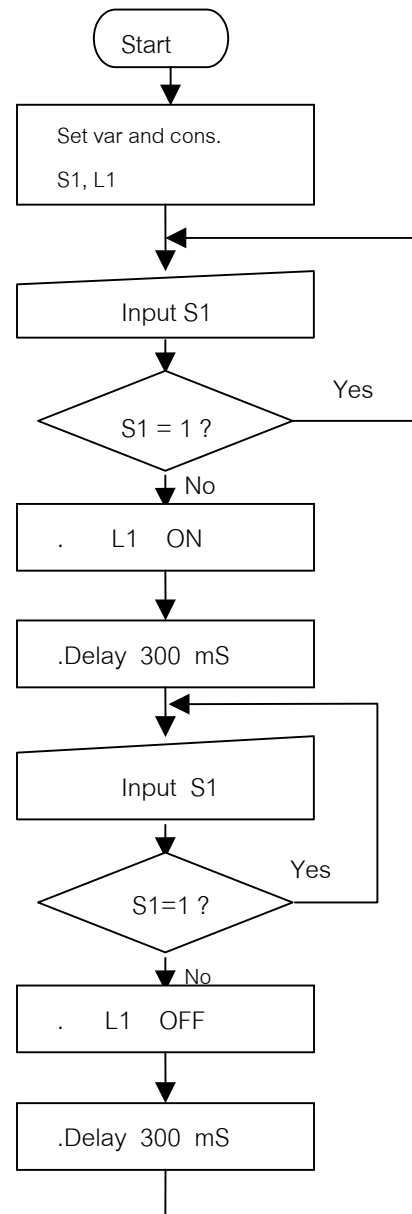 Start
Set var and cons.
S1, L1
Input S1
Yes
S1 = 1 ?
No
. L1 ON
.Delay 300 mS
Input S1
Yes
S1=1 ?
No
. L1 OFF
.Delay 300 mS